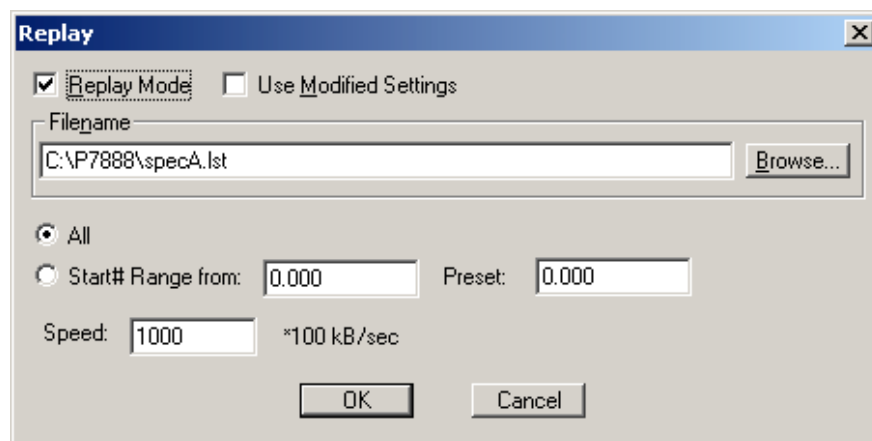 Replay
Replay Mode Use Modified Settings
Filename
C:\P7888\specA.lst Browse...
All
Start# Range from: 0.000 Preset: 0.000
Speed: 1000 *100 kB/sec
OK Cancel